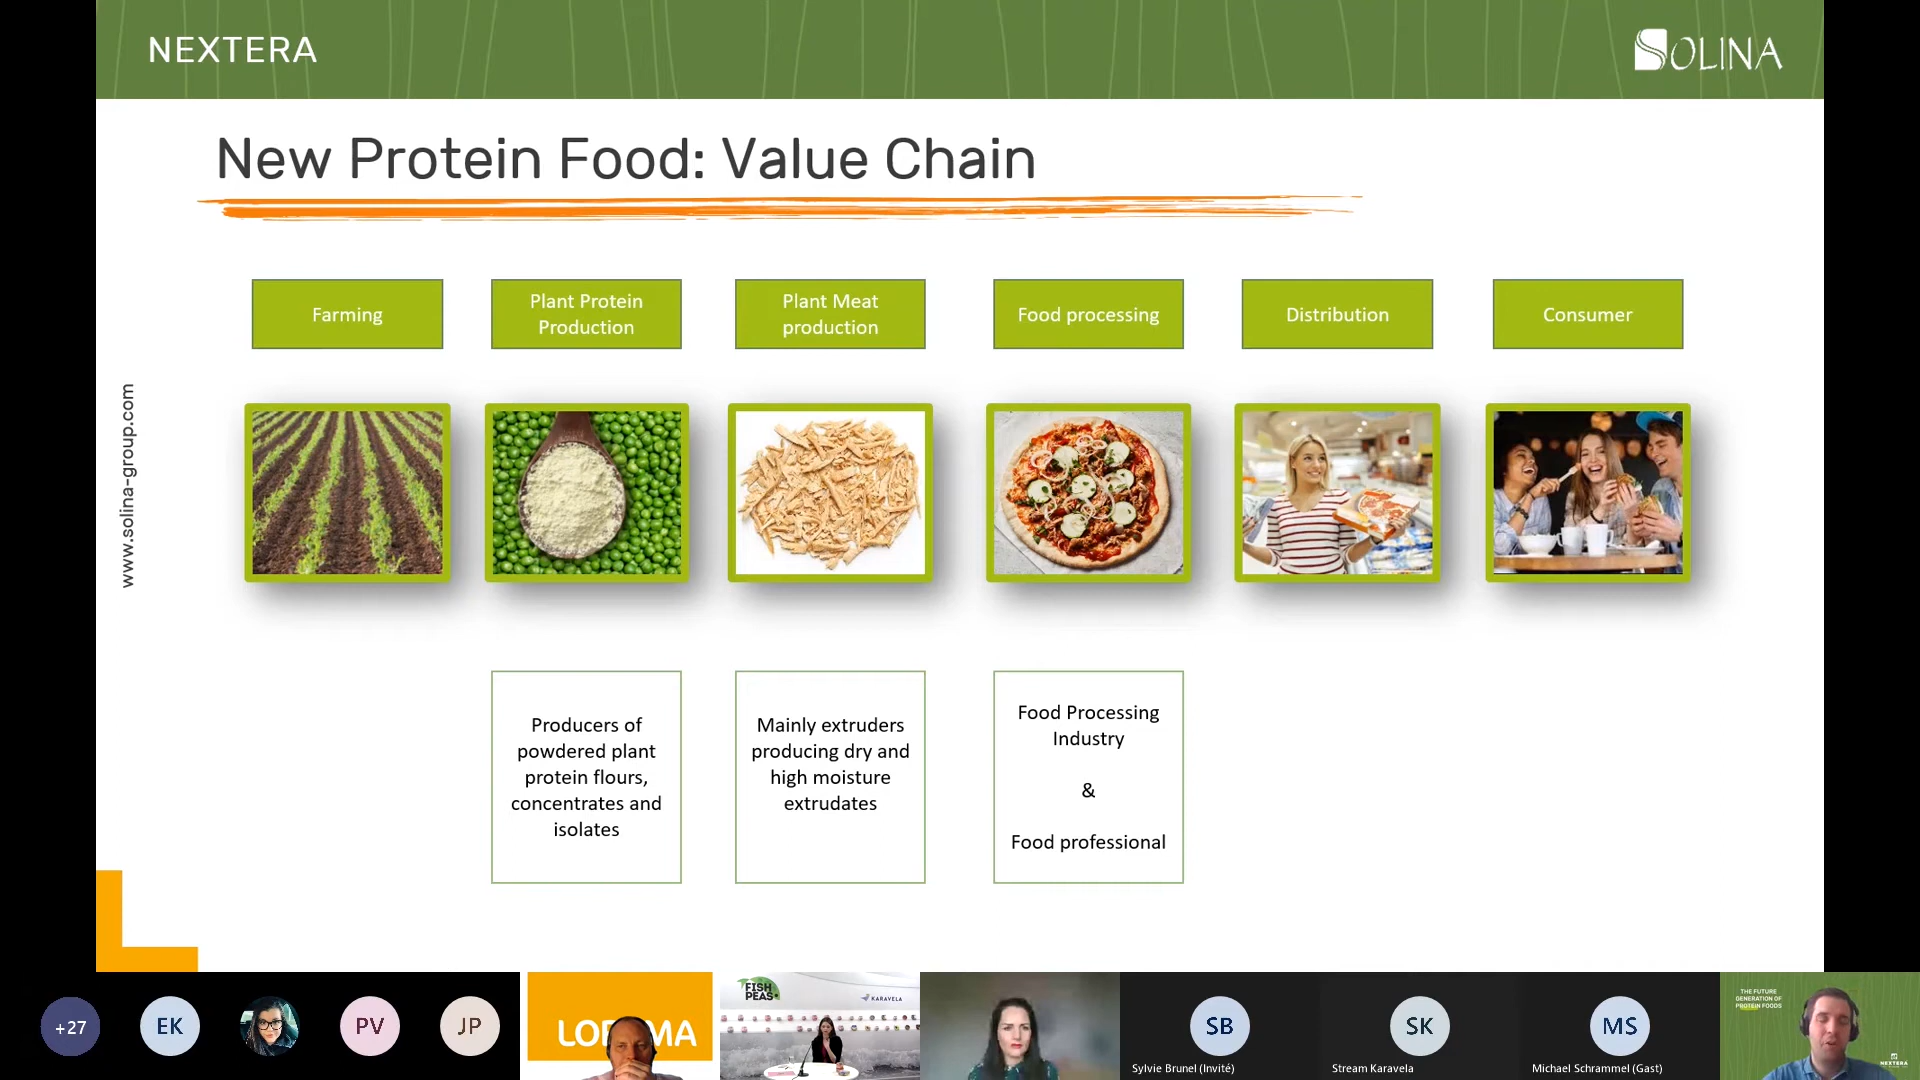 NEXTERA
SOLINA
New Protein Food: Value Chain
www.solina-group.com
Farming
Plant Protein
Production
Plant Meat
production
Food processing
Distribution
Consumer
Producers of
powdered plant
protein flours,
concentrates and
isolates
Mainly extruders
producing dry and
high moisture
extrudates
Food Processing
Industry
&
Food professional
+27
EK
PV
JP
FISH
PEAS
KARAVELA
SB
Sylvie Brunel (Invité)
SK
Stream Karavela
MS
Michael Schrammel (Gast)
THE FUTURE
GENERATION OF
PROTEIN FOODS
NEXTERA